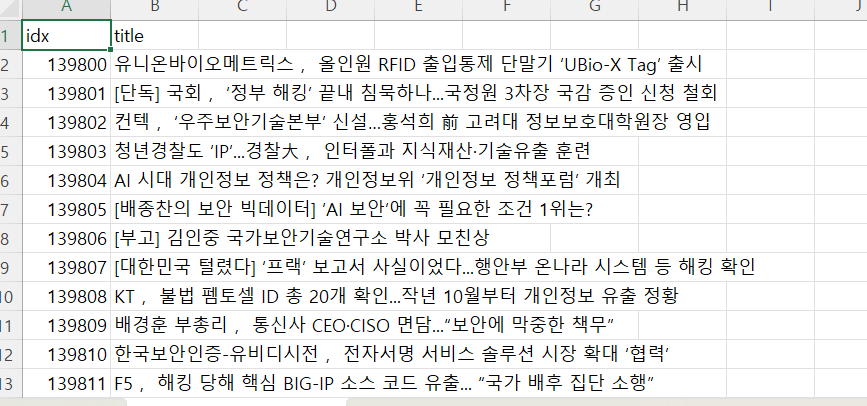 A B C D E F G H I J
1 idx title
2 139800 유니온바이오메트릭스 , 올인원 RFID 출입통제 단말기 ‘UBio-X Tag’ 출시
3 139801 [단독] 국회 , ‘정부 해킹’ 끝내 침묵하나...국정원 3차장 국감 증인 신청 철회
4 139802 컨텍 , ‘우주보안기술본부’ 신설...홍석희 前 고려대 정보보호대학원장 영입
5 139803 청년경찰도 ‘IP’...경찰大 , 인터폴과 지식재산·기술유출 훈련
6 139804 AI 시대 개인정보 정책은? 개인정보위 ‘개인정보 정책포럼’ 개최
7 139805 [배종찬의 보안 빅데이터] ‘AI 보안’에 꼭 필요한 조건 1위는?
8 139806 [부고] 김인중 국가보안기술연구소 박사 모친상
9 139807 [대한민국 털렸다] ‘프랙’ 보고서 사실이었다...행안부 온나라 시스템 등 해킹 확인
10 139808 KT , 불법 펨토셀 ID 총 20개 확인...작년 10월부터 개인정보 유출 정황
11 139809 배경훈 부총리 , 통신사 CEO·CISO 면담...“보안에 막중한 책무”
12 139810 한국보안인증-유비디시전 , 전자서명 서비스 솔루션 시장 확대 ‘협력’
13 139811 F5 , 해킹 당해 핵심 BIG-IP 소스 코드 유출... ”국가 배후 집단 소행”